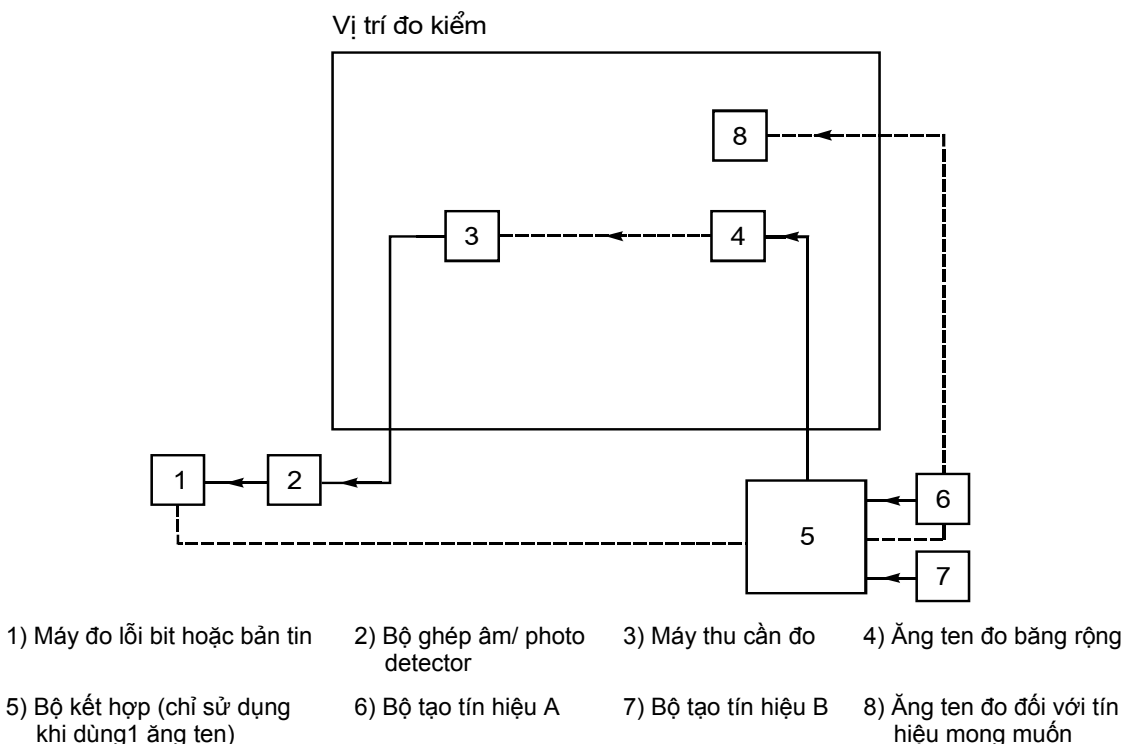 Vị trí đo kiểm
8
3
4
1
2
6
5
7
1) Máy đo lỗi bit hoặc bản tin
2) Bộ ghép âm/ photo
detector
3) Máy thu cần đo
4) Ăng ten đo băng rộng
5) Bộ kết hợp (chỉ sử dụng
khi dùng1 ăng ten)
6) Bộ tạo tín hiệu A
7) Bộ tạo tín hiệu B
8) Ăng ten đo đối với tín
hiệu mong muốn